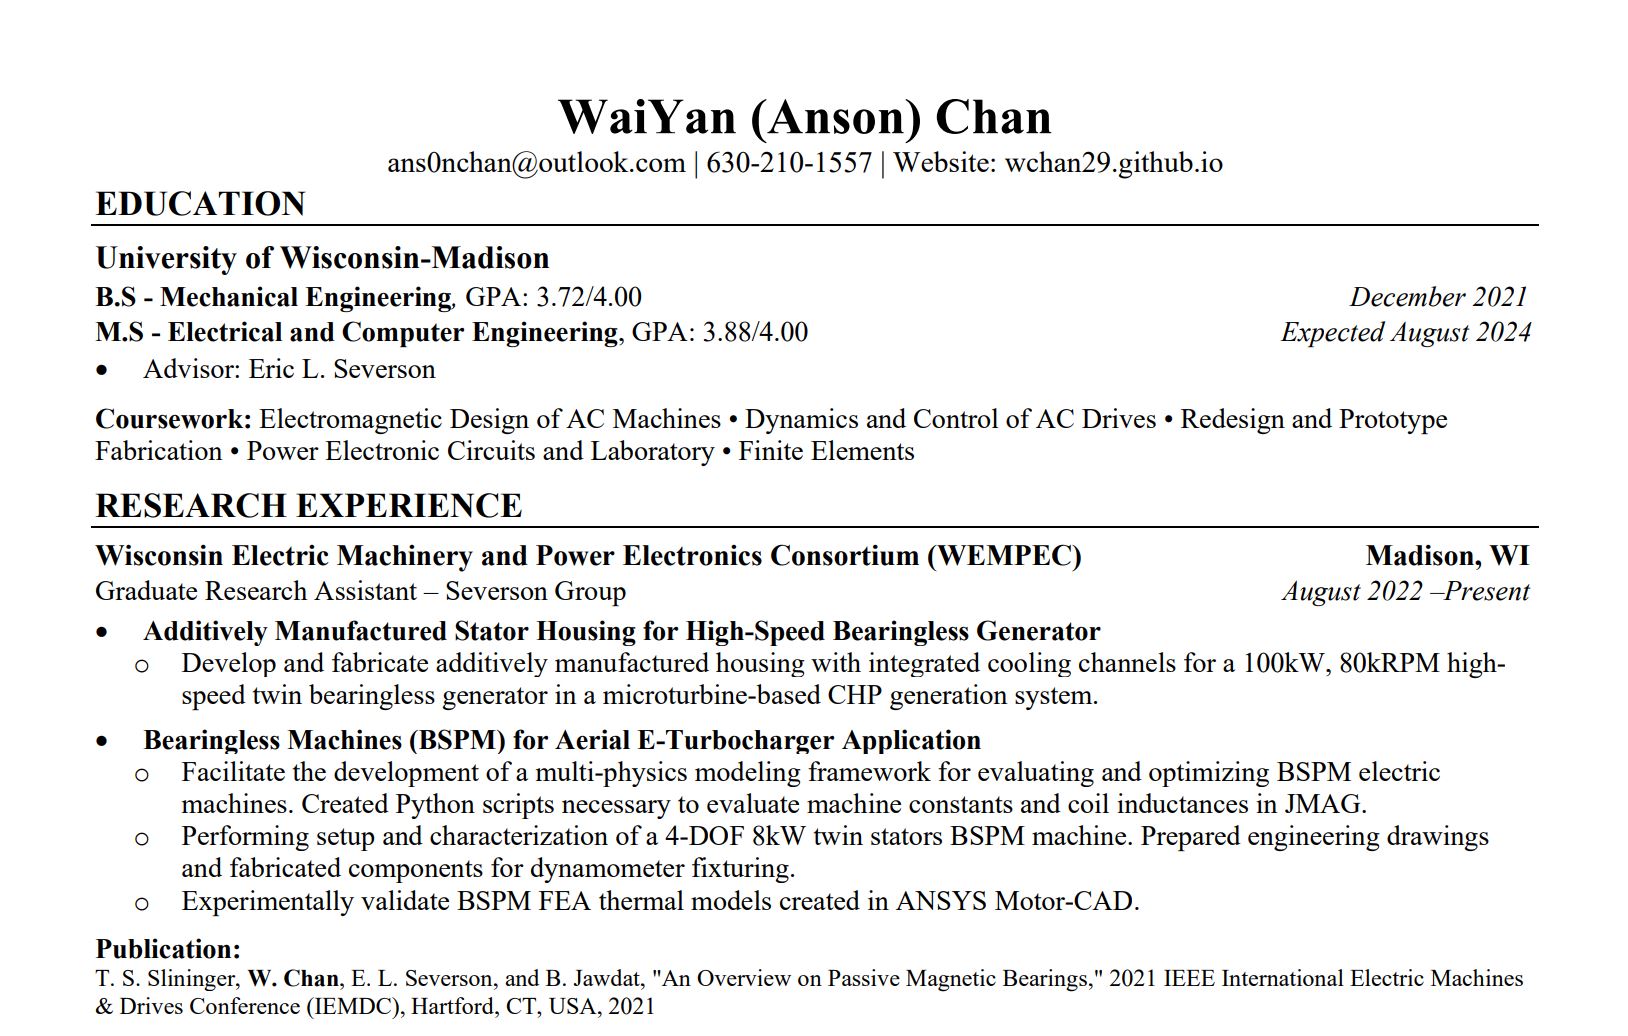 WaiYan (Anson) Chan
ans0nchan@outlook.com | 630-210-1557 | Website: wchan29.github.io
EDUCATION
University of Wisconsin-Madison
B.S - Mechanical Engineering, GPA: 3.72/4.00 December 2021
M.S - Electrical and Computer Engineering, GPA: 3.88/4.00 Expected August 2024
• Advisor: Eric L. Severson
Coursework: Electromagnetic Design of AC Machines • Dynamics and Control of AC Drives • Redesign and Prototype
Fabrication • Power Electronic Circuits and Laboratory • Finite Elements
RESEARCH EXPERIENCE
Wisconsin Electric Machinery and Power Electronics Consortium (WEMPEC) Madison, WI
Graduate Research Assistant – Severson Group August 2022 –Present
• Additively Manufactured Stator Housing for High-Speed Bearingless Generator
o Develop and fabricate additively manufactured housing with integrated cooling channels for a 100kW, 80kRPM high-
speed twin bearingless generator in a microturbine-based CHP generation system.
• Bearingless Machines (BSPM) for Aerial E-Turbocharger Application
o Facilitate the development of a multi-physics modeling framework for evaluating and optimizing BSPM electric
machines. Created Python scripts necessary to evaluate machine constants and coil inductances in JMAG.
o Performing setup and characterization of a 4-DOF 8kW twin stators BSPM machine. Prepared engineering drawings
and fabricated components for dynamometer fixturing.
o Experimentally validate BSPM FEA thermal models created in ANSYS Motor-CAD.
Publication:
T. S. Slininger, W. Chan, E. L. Severson, and B. Jawdat, "An Overview on Passive Magnetic Bearings," 2021 IEEE International Electric Machines
& Drives Conference (IEMDC), Hartford, CT, USA, 2021